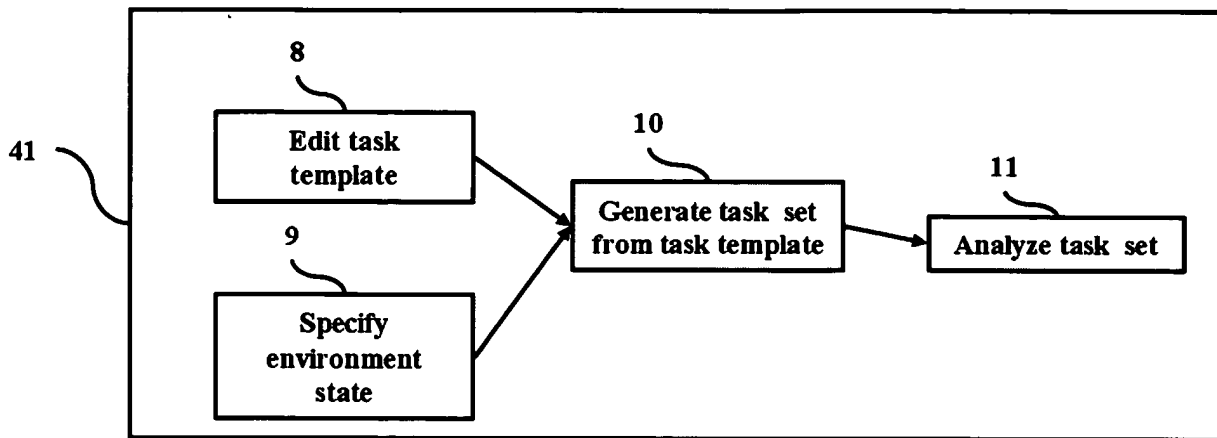 8
Edit task
template
41
9
Specify
environment
state
10
Generate task set
from task template
11
Analyze task set